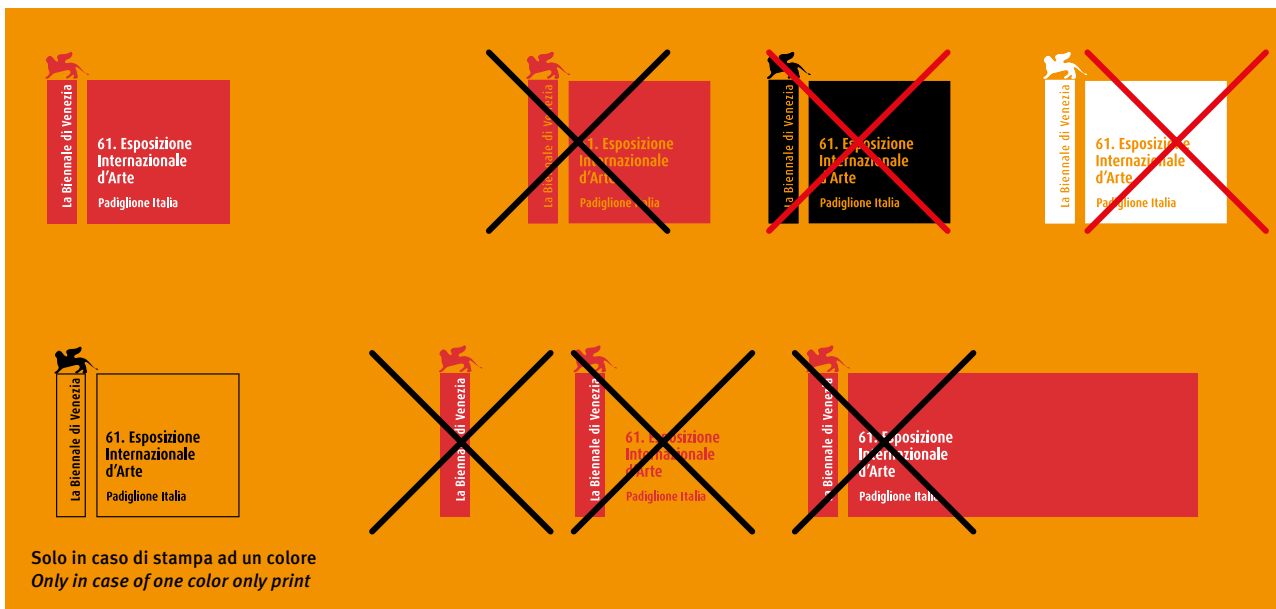 La Biennale di Venezia
61. Esposizione
Internazionale
d'Arte
Padiglione Italia
La Biennale di Venezia
61. Esposizione
Internazionale
d'Arte
Padiglione Italia
La Biennale di Venezia
61. Esposizione
Internazionale
d'Arte
Padiglione Italia
La Biennale di Venezia
61. Esposizione
Internazionale
d'Arte
Padiglione Italia
La Biennale di Venezia
61. Esposizione
Internazionale
d'Arte
Padiglione Italia
La Biennale di Venezia
La Biennale di Venezia
61. Esposizione
Internazionale
d'Arte
Padiglione Italia
La Biennale di Venezia
61. Esposizione
Internazionale
d'Arte
Padiglione Italia
Solo in caso di stampa ad un colore
Only in case of one color only print